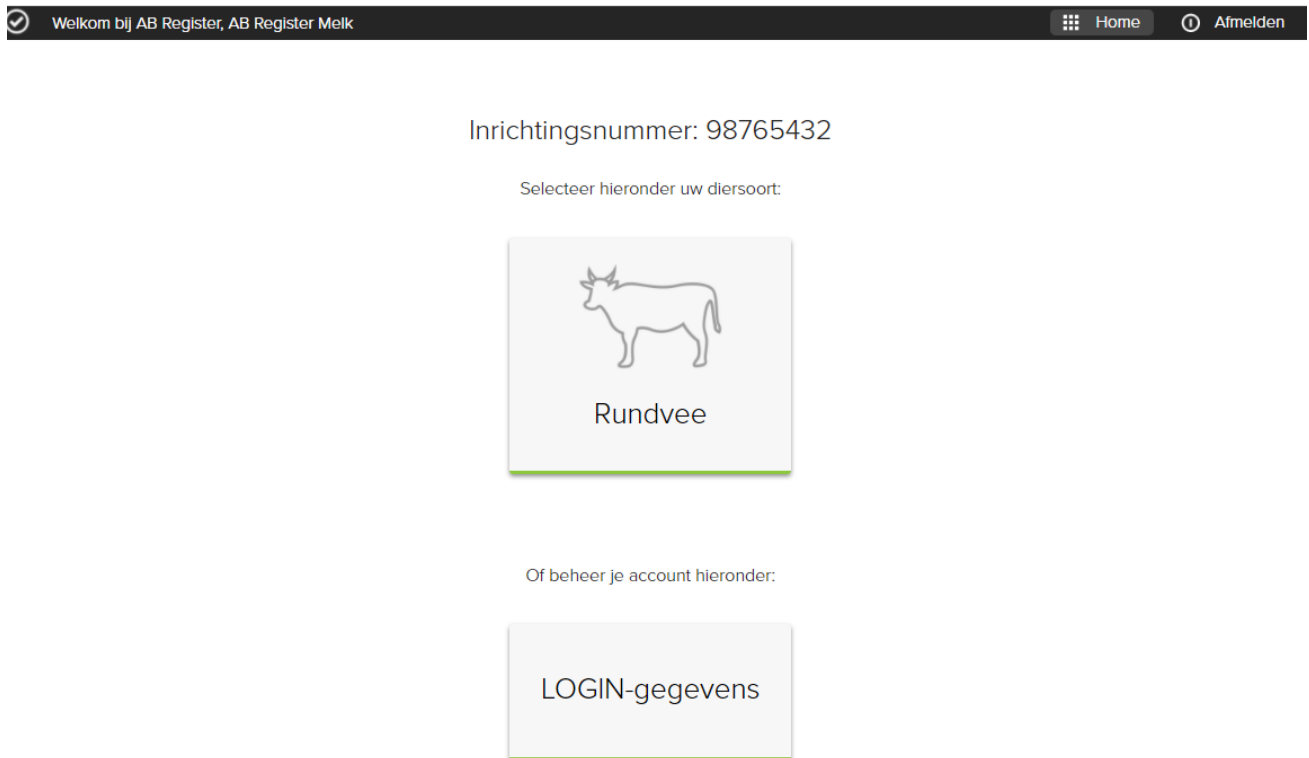 Welkom bij AB Register, AB Register Melk
Home
Afmelden
Inrichtingsnummer: 98765432
Selecteer hieronder uw diersoort:
Rundvee
Of beheer je account hieronder:
LOGIN-gegevens